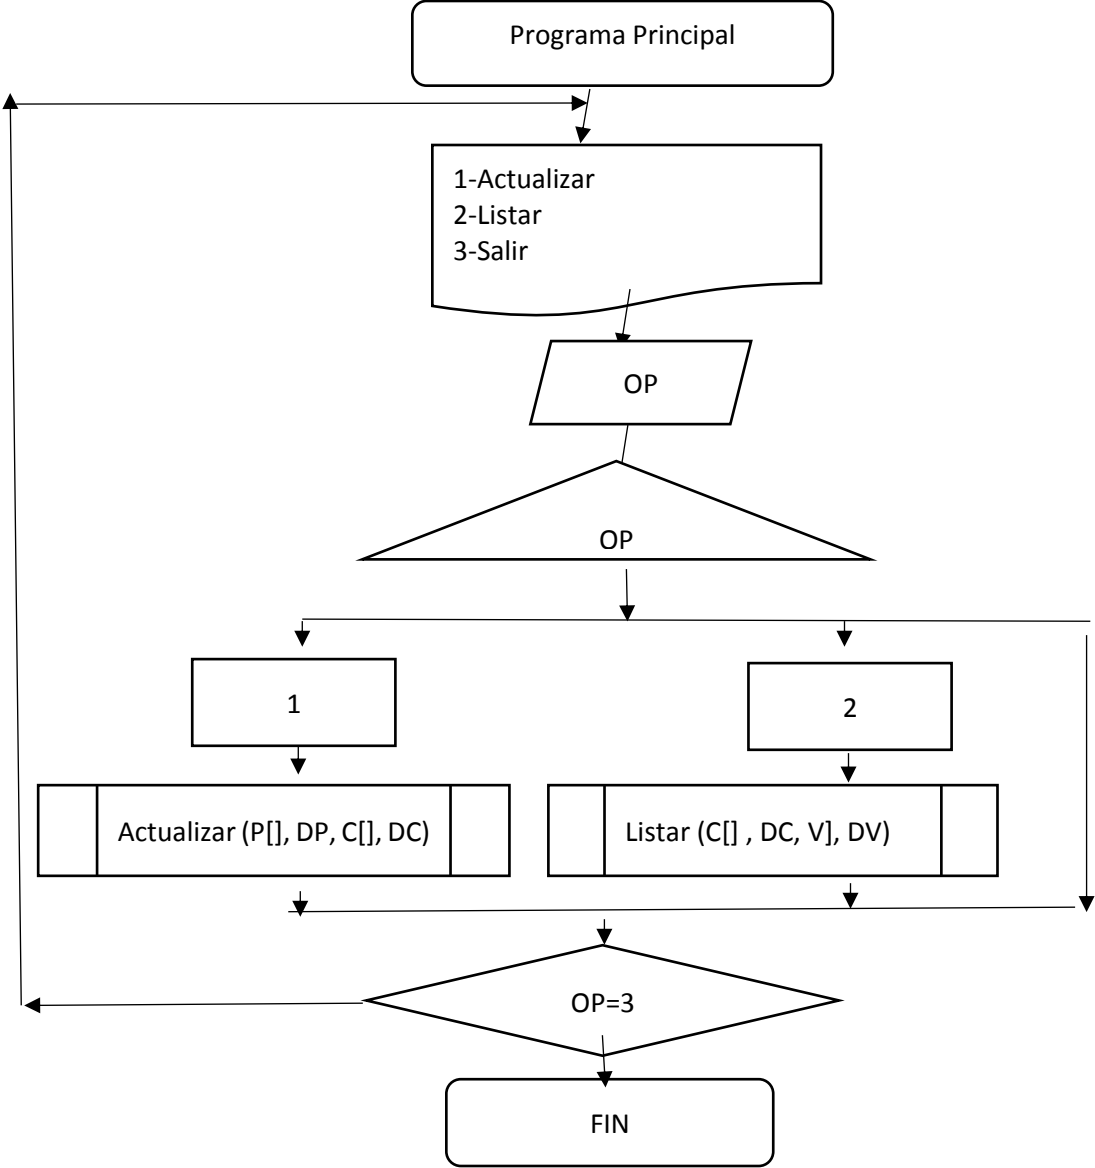 Programa Principal
1-Actualizar
2-Listar
3-Salir
OP
OP
1
2
Actualizar (P[], DP, C[], DC)
Listar (C[] , DC, V], DV)
OP=3
FIN